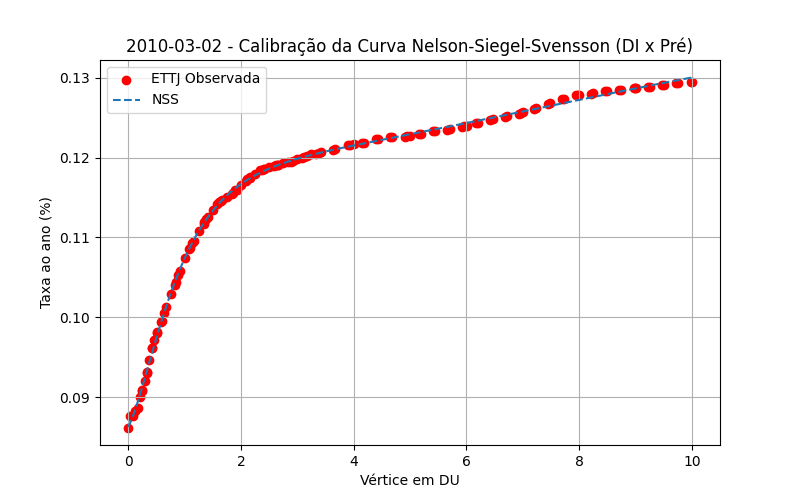 2010-03-02 - Calibração da Curva Nelson-Siegel-Svensson (DI x Pré)
ETTJ Observada
NSS
Taxa ao ano (%)
0.13
0.12
0.11
0.10
0.09
0 2 4 6 8 10
Vértice em DU